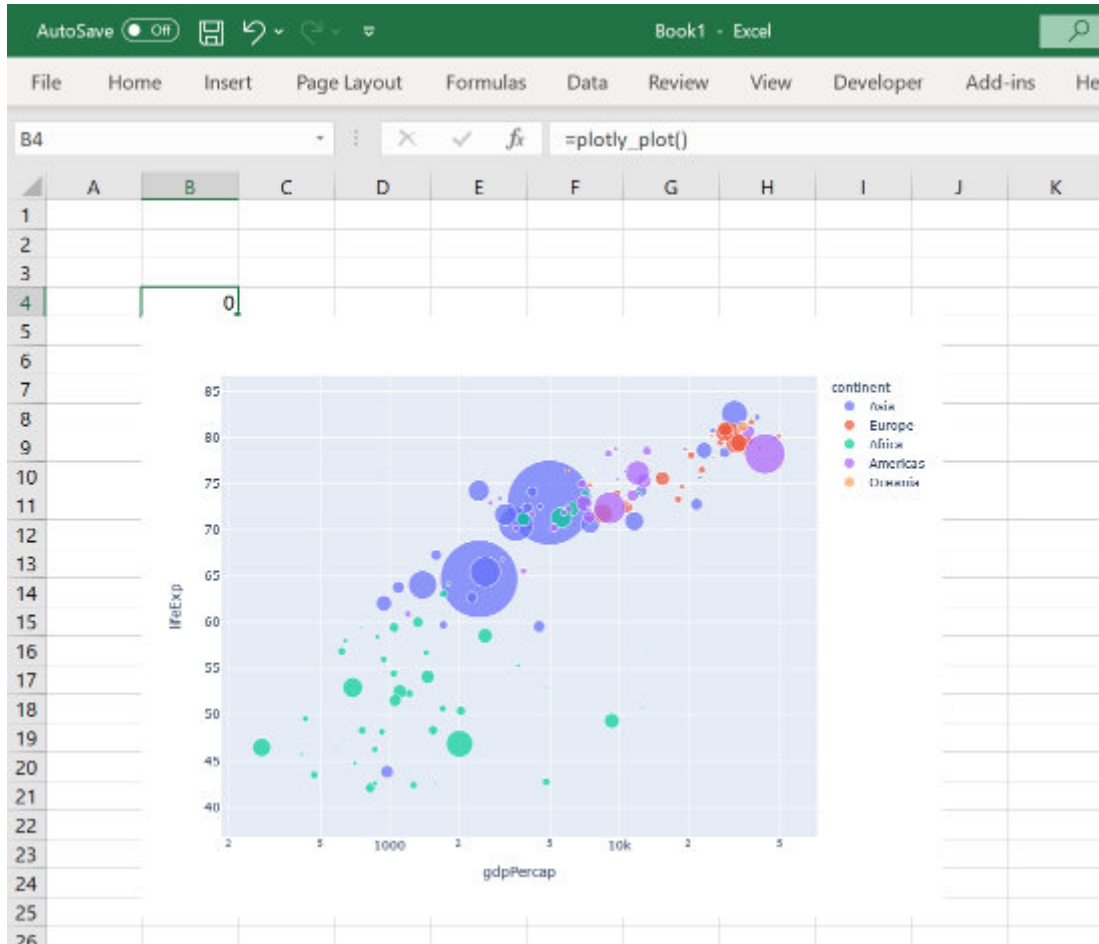 AutoSave Off Book1 - Excel
File Home Insert Page Layout Formulas Data Review View Developer Add-ins He
B4 fx =plotly_plot()
A B C D E F G H I J K
1
2
3
4 0
5
6
7
8
9
10
11
12
13
14
15
16
17
18
19
20
21
22
23
24
25
26
85
80
75
70
65
60
55
50
45
40
lifeExp
2 5 1000 2 5 10k 2 5
gdpPercap
continent
Asia
Europe
Africa
Americas
Oceania